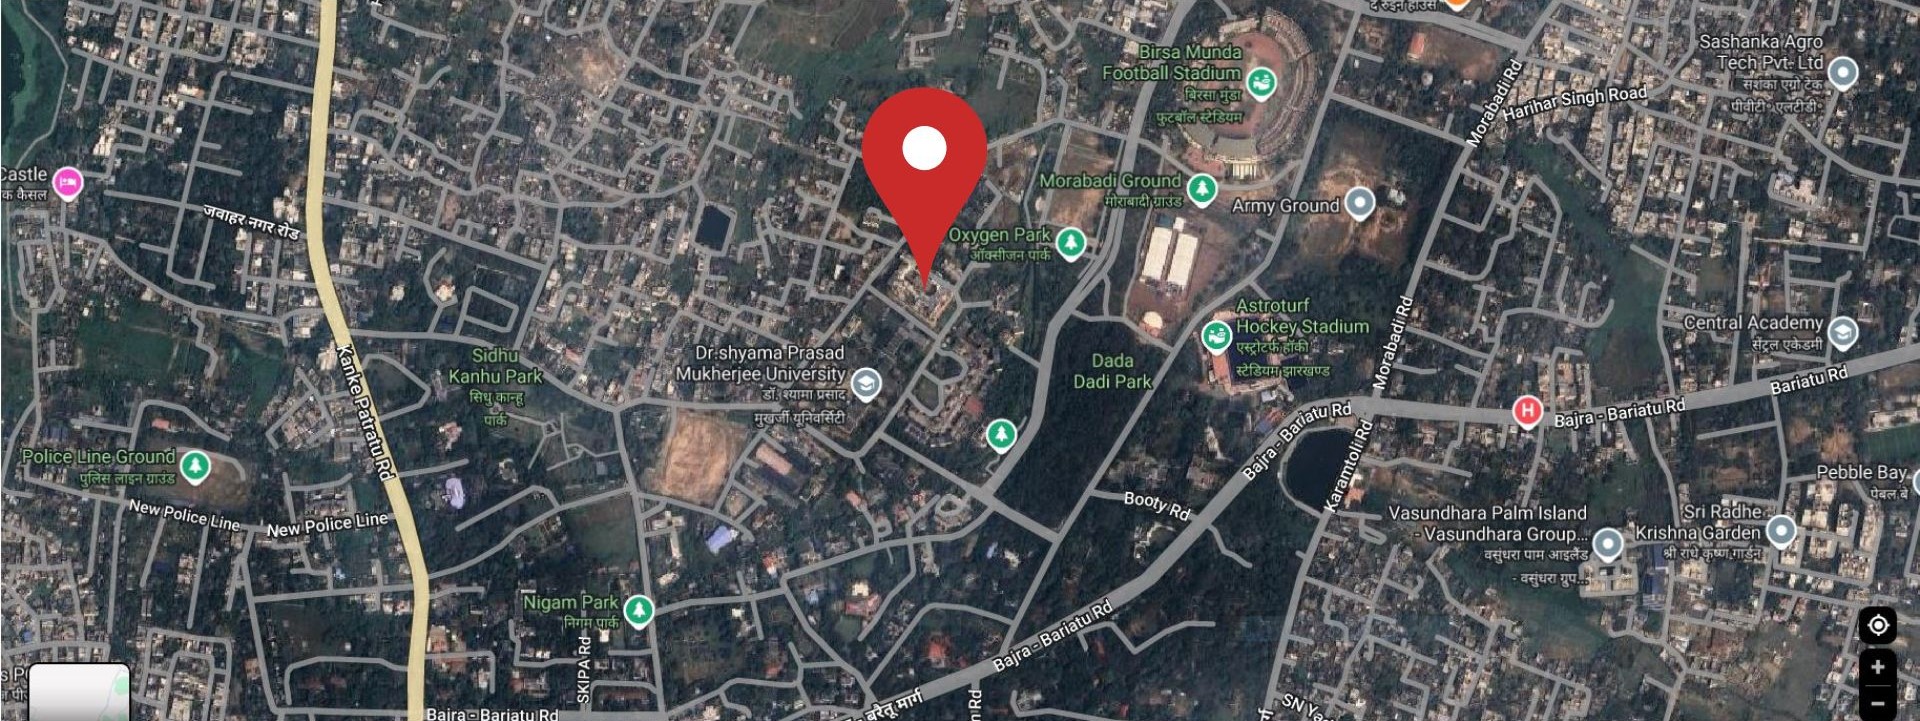 द रुइन हाउस
Birsa Munda
Football Stadium
बिरसा मुंडा
फुटबॉल स्टेडियम
Sashanka Agro
Tech Pvt. Ltd
सशंका एग्रो टेक
पीवीटी॰ एलटीडी॰
Morabadi Rd
Harihar Singh Road
Castle
क कैसल
जवाहर नगर रोड
Morabadi Ground
मोराबादी ग्राउंड
Army Ground
Oxygen Park
ऑक्सीजन पार्क
Astroturf
Hockey Stadium
एस्ट्रोटर्फ हॉकी
स्टेडियम झारखण्ड
Morabadi Rd
Central Academy
सेंट्रल एकेडमी
Kanke Patratu Rd
Sidhu
Kanhu Park
सिधु कान्हू
पार्क
Dr.shyama Prasad
Mukherjee University
डॉ. श्यामा प्रसाद
मुखर्जी यूनिवर्सिटी
Dada
Dadi Park
Bariatu Rd
Bajra - Bariatu Rd
Bajra - Bariatu Rd
Karamtoli Rd
Police Line Ground
पुलिस लाइन ग्राउंड
New Police Line
New Police Line
Booty Rd
Pebble Bay
पेबल बे
Vasundhara Palm Island
- Vasundhara Group...
वसुंधरा पाम आइलैंड
- वसुंधरा ग्रुप...
Sri Radhe
Krishna Garden
श्री राधे कृष्ण गार्डन
Nigam Park
निगम पार्क
SKIPA Rd
Bajra - Bariatu Rd
Bajra - Bariatu Rd
बरैतू मार्ग
H